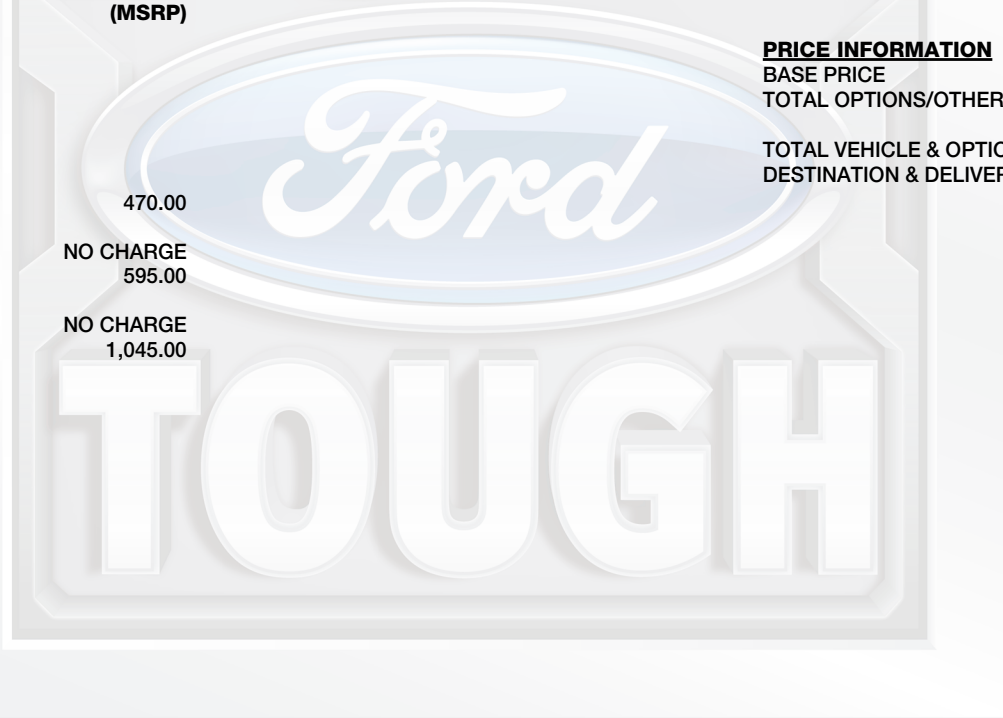 (MSRP)
470.00
NO CHARGE
595.00
NO CHARGE
1,045.00
PRICE INFORMATION
BASE PRICE
TOTAL OPTIONS/OTHER
TOTAL VEHICLE & OPTIO
DESTINATION & DELIVER
Ford
TOUGH